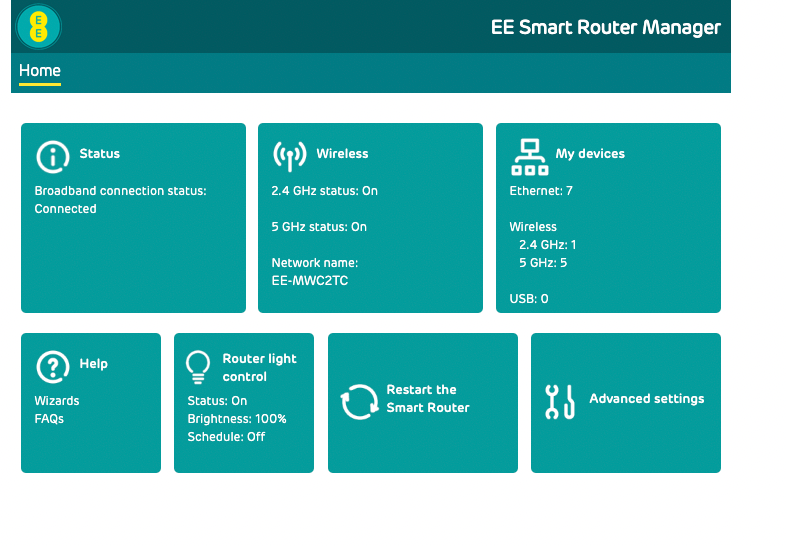 E
E
EE Smart Router Manager
Home
Status
Broadband connection status:
Connected
Wireless
2.4 GHz status: On
5 GHz status: On
Network name:
EE-MWC2TC
My devices
Ethernet: 7
Wireless
2.4 GHz: 1
5 GHz: 5
USB: 0
Help
Wizards
FAQs
Router light
control
Status: On
Brightness: 100%
Schedule: Off
Restart the
Smart Router
Advanced settings